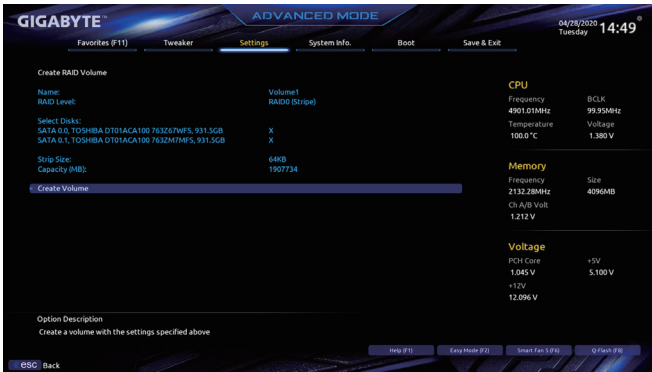 GIGABYTE™
ADVANCED MODE
04/28/2020
Tuesday
14:49
Favorites (F11) Tweaker Settings System Info. Boot Save & Exit
Create RAID Volume
Name: Volume1
RAID Level: RAID0 (Stripe)
Select Disks:
SATA 0.0, TOSHIBA DT01ACA100 763Z67WFS, 931.5GB X
SATA 0.1, TOSHIBA DT01ACA100 763ZM7MFS, 931.5GB X
Strip Size: 64KB
Capacity (MB): 1907734
Create Volume
CPU
Frequency BCLK
4901.01MHz 99.95MHz
Temperature Voltage
100.0 °C 1.380 V
Memory
Frequency Size
2132.28MHz 4096MB
Ch A/B Volt
1.212 V
Voltage
PCH Core +5V
1.045 V 5.100 V
+12V
12.096 V
Option Description
Create a volume with the settings specified above
Help (F1) Easy Mode (F2) Smart Fan 5 (F6) Q-Flash (F8)
esc Back